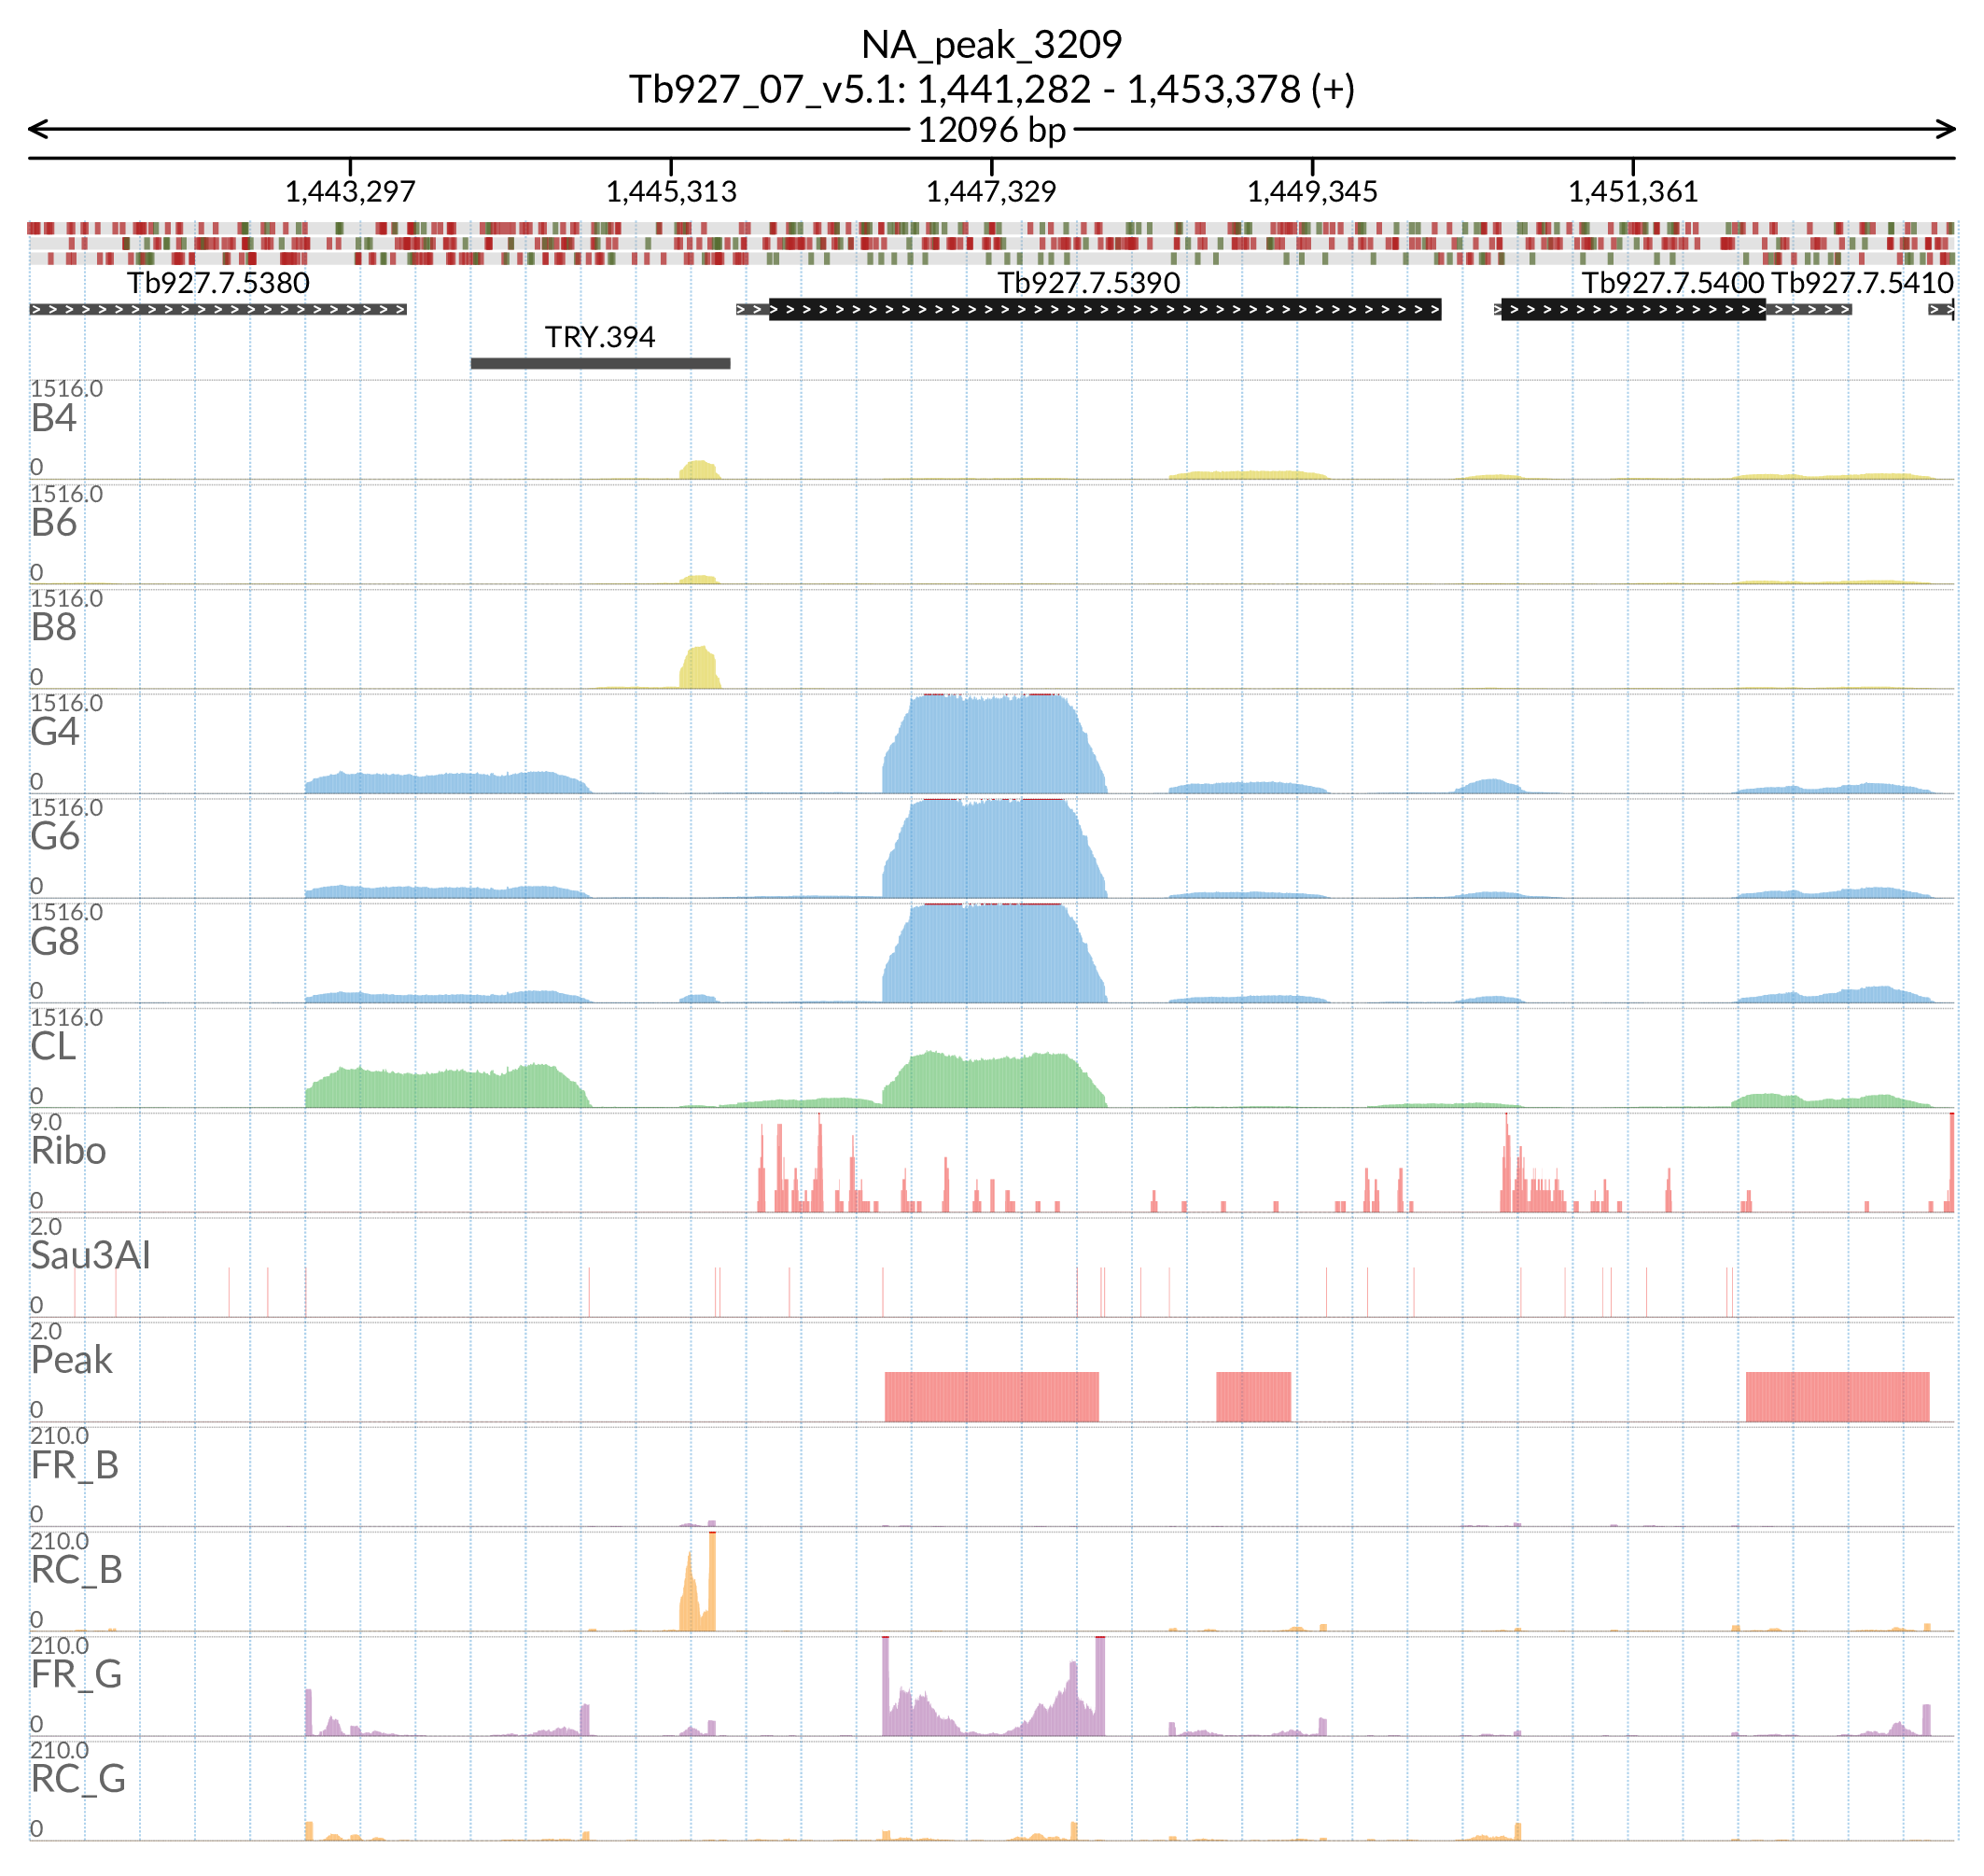 NA_peak_3209
Tb927_07_v5.1: 1,441,282 - 1,453,378 (+)
12096 bp
1,443,297 1,445,313 1,447,329 1,449,345 1,451,361
Tb927.7.5380 Tb927.7.5390 Tb927.7.5400 Tb927.7.5410
TRY.394
1516.0
B4
0
1516.0
B6
0
1516.0
B8
0
1516.0
G4
0
1516.0
G6
0
1516.0
G8
0
1516.0
CL
0
9.0
Ribo
0
2.0
Sau3AI
0
2.0
Peak
0
210.0
FR_B
0
210.0
RC_B
0
210.0
FR_G
0
210.0
RC_G
0